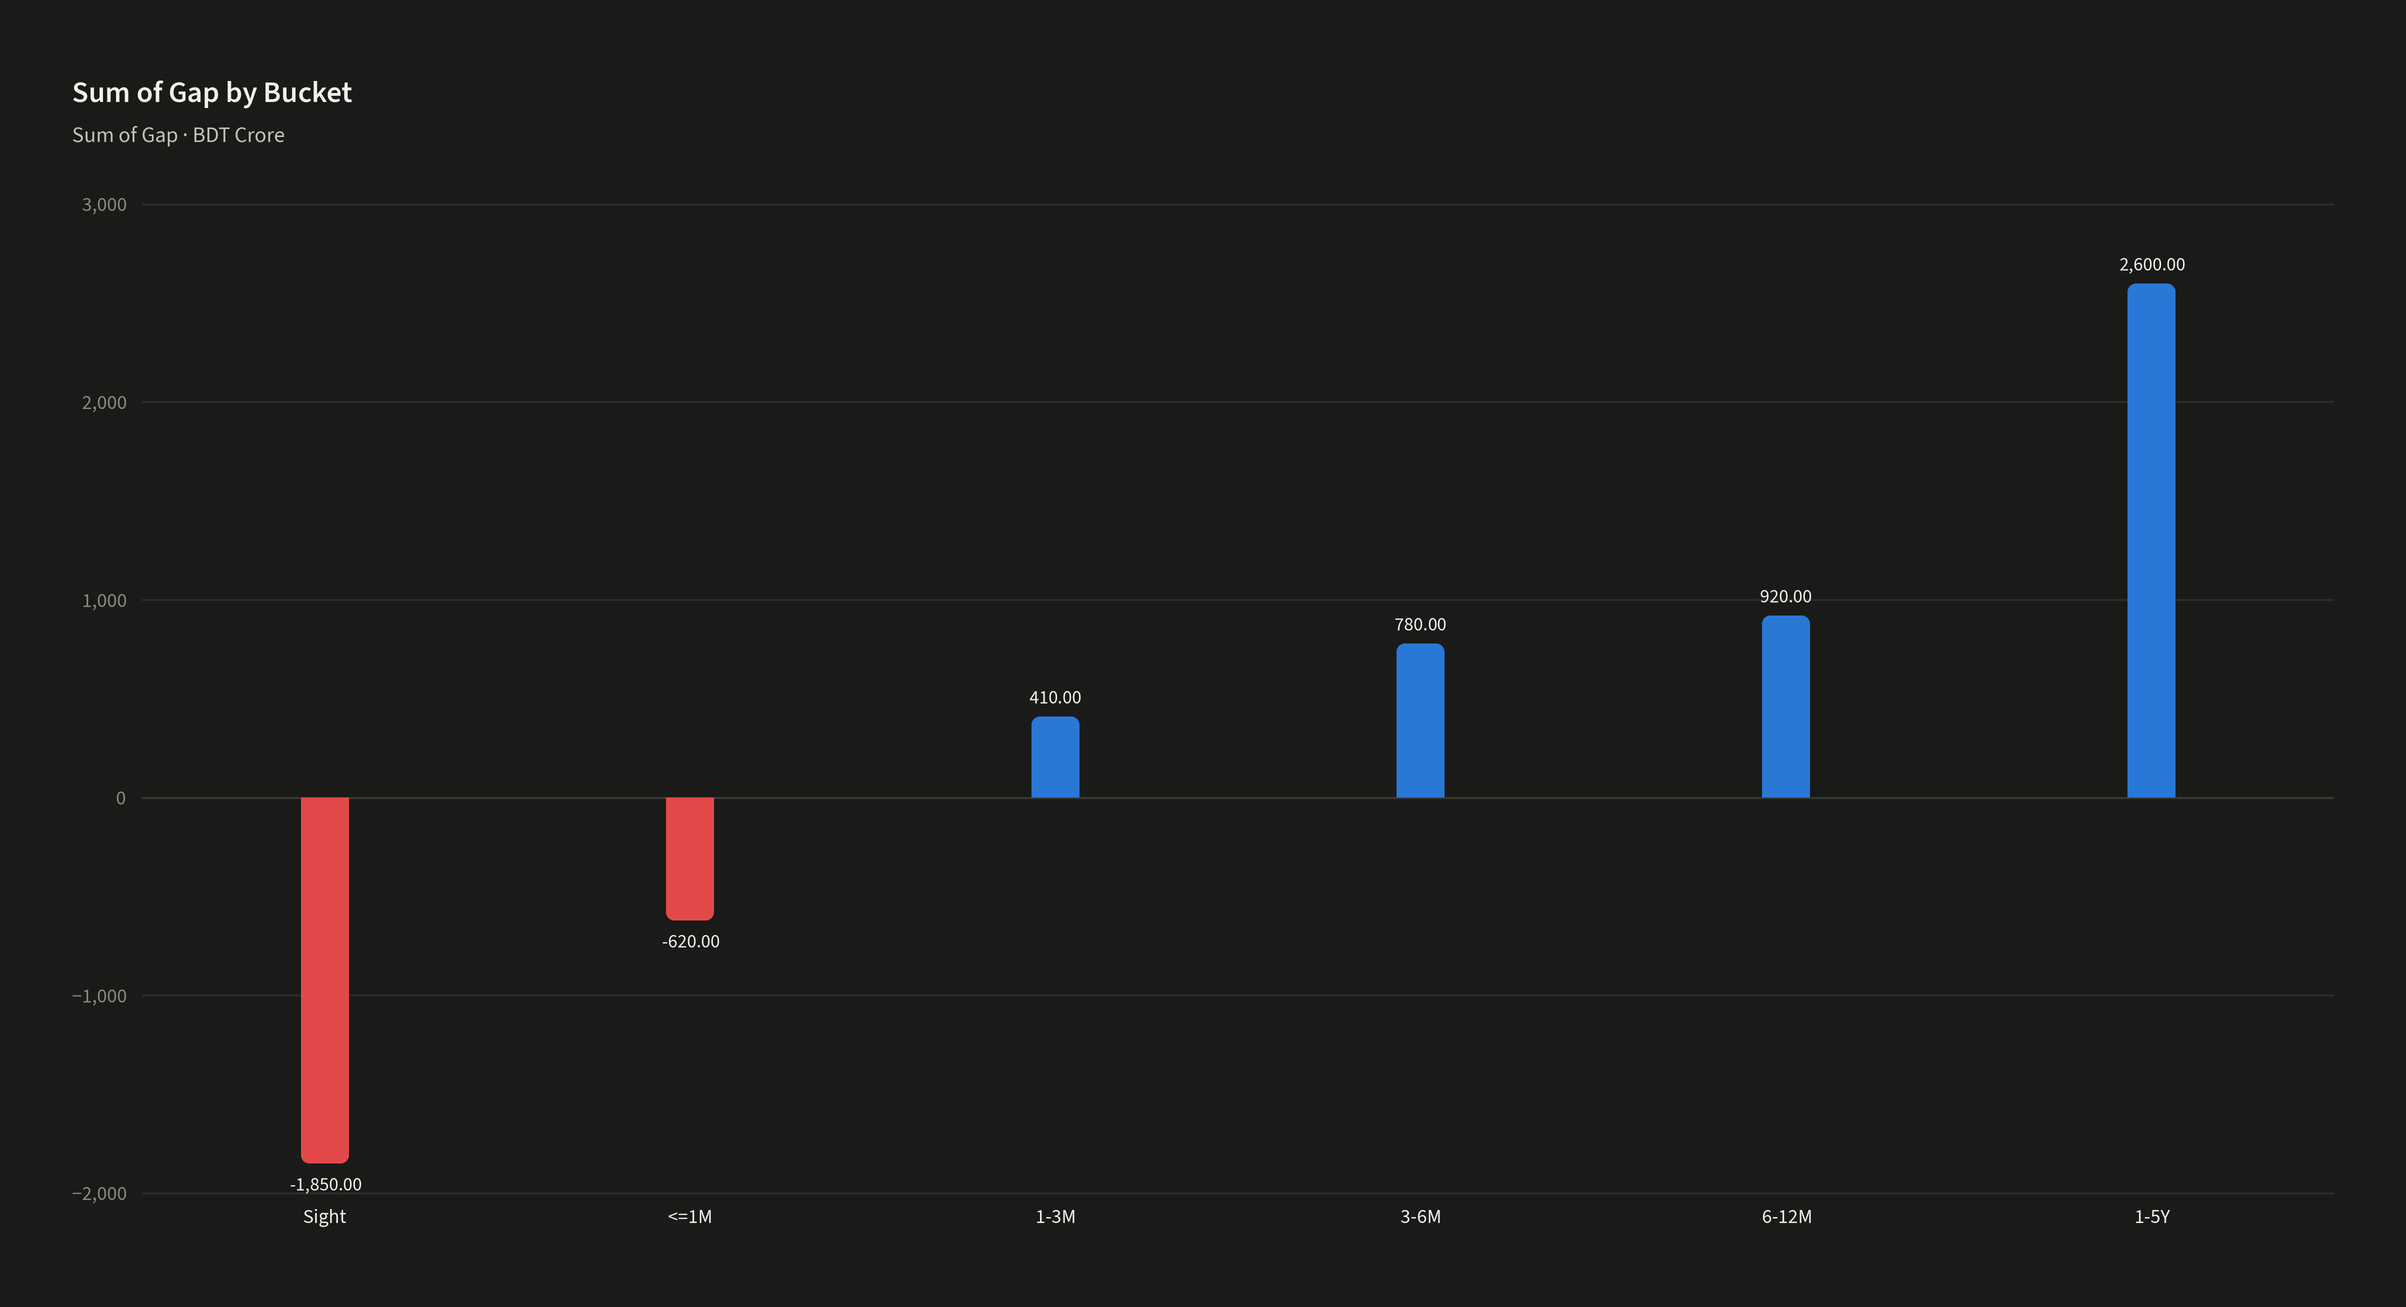 Sum of Gap by Bucket
Sum of Gap · BDT Crore
3,000
2,000
1,000
0
−1,000
−2,000
-1,850.00
-620.00
410.00
780.00
920.00
2,600.00
Sight
<=1M
1-3M
3-6M
6-12M
1-5Y